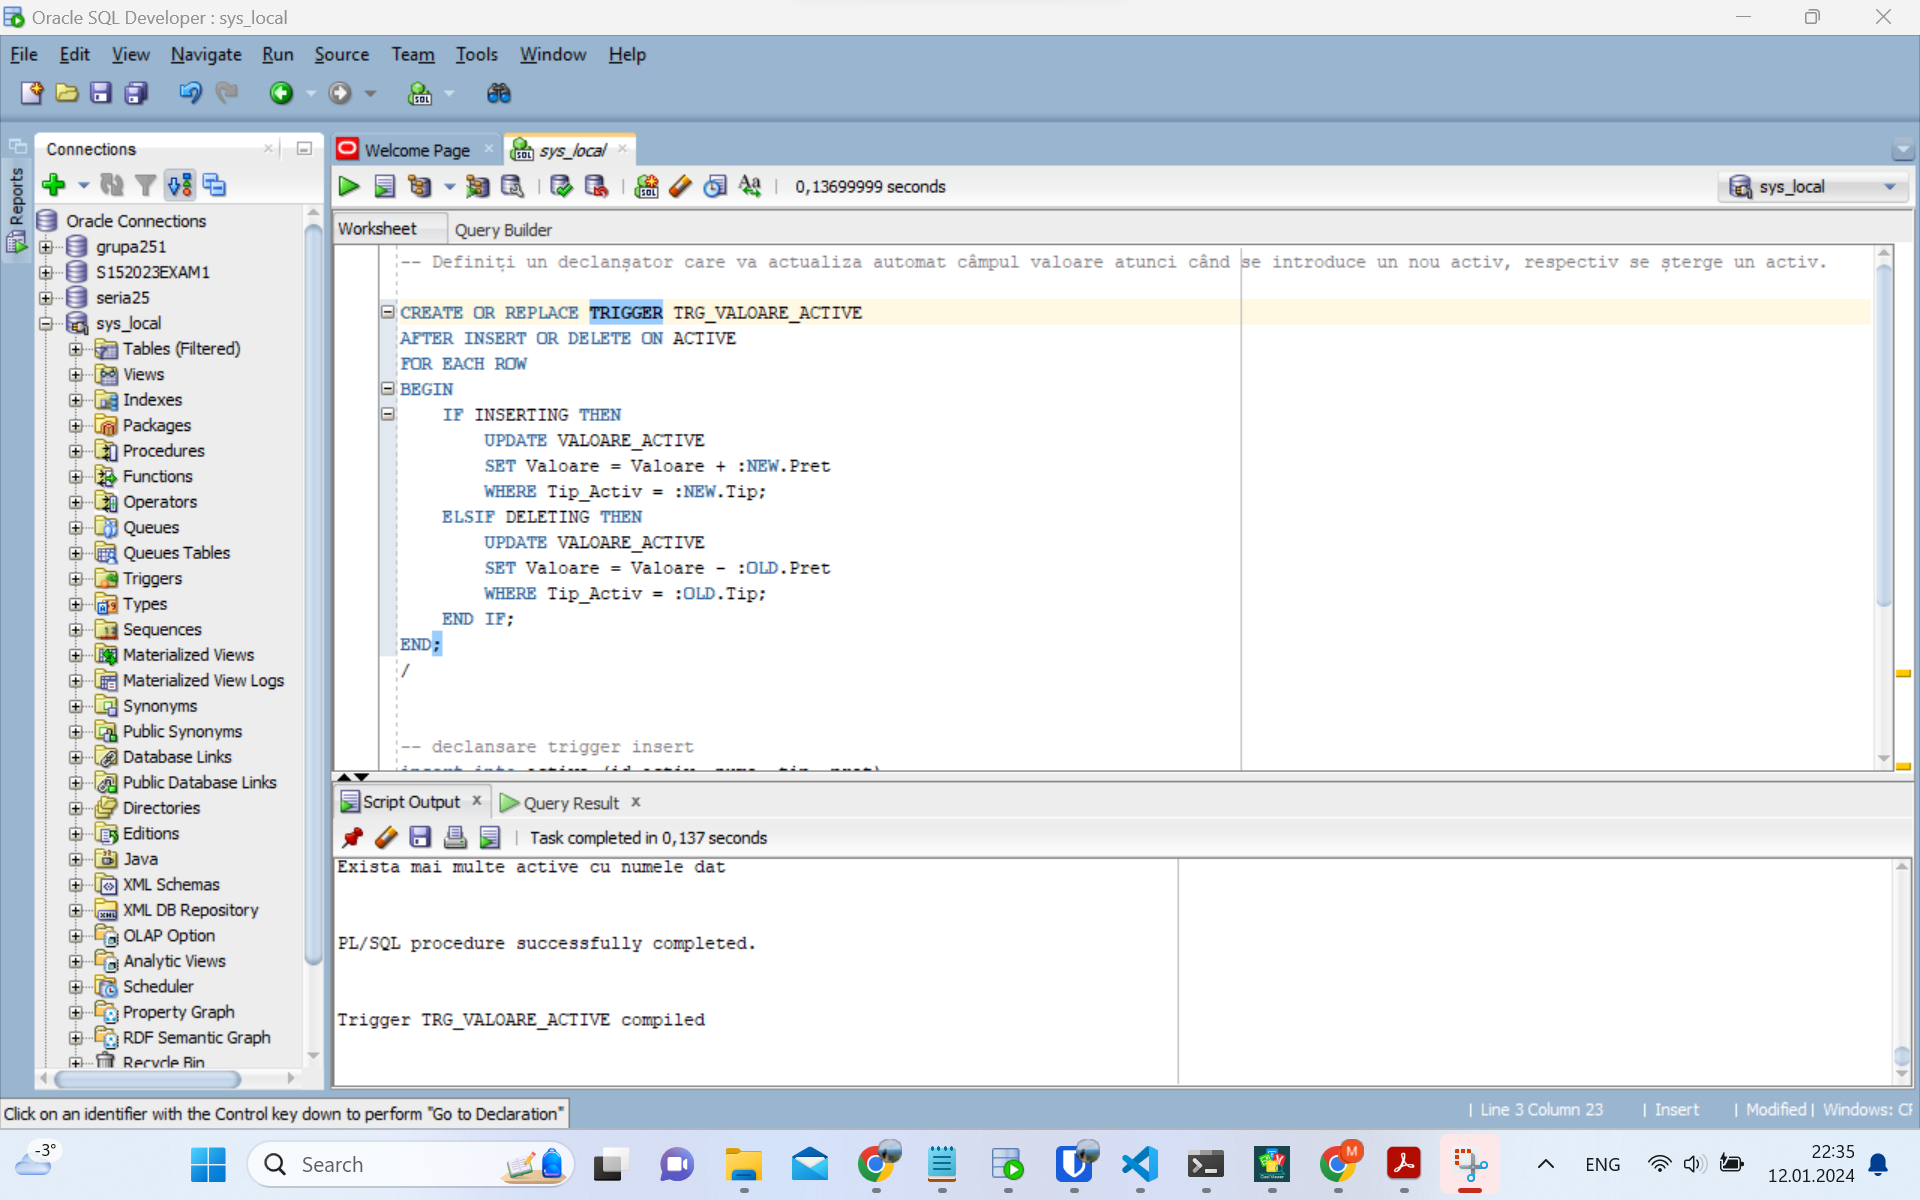 Oracle SQL Developer : sys_local
File Edit View Navigate Run Source Team Tools Window Help
Reports
Connections
Oracle Connections
grupa251
S152023EXAM1
seria25
sys_local
Tables (Filtered)
Views
Indexes
Packages
Procedures
Functions
Operators
Queues
Queues Tables
Triggers
Types
Sequences
Materialized Views
Materialized View Logs
Synonyms
Public Synonyms
Database Links
Public Database Links
Directories
Editions
Java
XML Schemas
XML DB Repository
OLAP Option
Analytic Views
Scheduler
Property Graph
RDF Semantic Graph
Recycle Bin
Welcome Page
sys_local
0,13699999 seconds
sys_local
Worksheet
Query Builder
-- Definiți un declanșator care va actualiza automat câmpul valoare atunci când se introduce un nou activ, respectiv se șterge un activ.
CREATE OR REPLACE TRIGGER TRG_VALOARE_ACTIVE
AFTER INSERT OR DELETE ON ACTIVE
FOR EACH ROW
BEGIN
IF INSERTING THEN
UPDATE VALOARE_ACTIVE
SET Valoare = Valoare + :NEW.Pret
WHERE Tip_Activ = :NEW.Tip;
ELSIF DELETING THEN
UPDATE VALOARE_ACTIVE
SET Valoare = Valoare - :OLD.Pret
WHERE Tip_Activ = :OLD.Tip;
END IF;
END;
/
-- declansare trigger insert
Script Output
Query Result
Task completed in 0,137 seconds
Exista mai multe active cu numele dat
PL/SQL procedure successfully completed.
Trigger TRG_VALOARE_ACTIVE compiled
Click on an identifier with the Control key down to perform "Go to Declaration"
Line 3 Column 23
Insert
Modified
Windows:
-3°
Search
ENG
22:35
12.01.2024